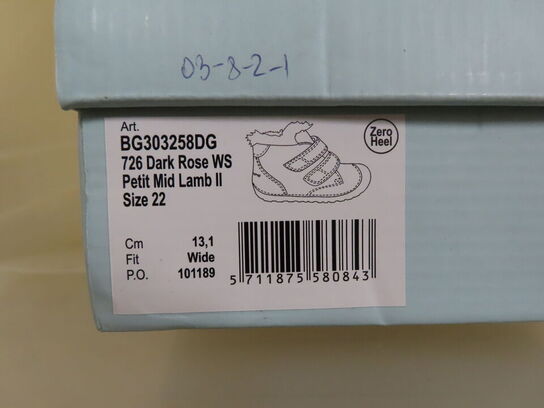 03-8-2-1
Art.
BG303258DG
726 Dark Rose WS
Petit Mid Lamb II
Size 22
Zero
Heel
Cm 13,1
Fit Wide
P.O. 101189
5 711875 580843